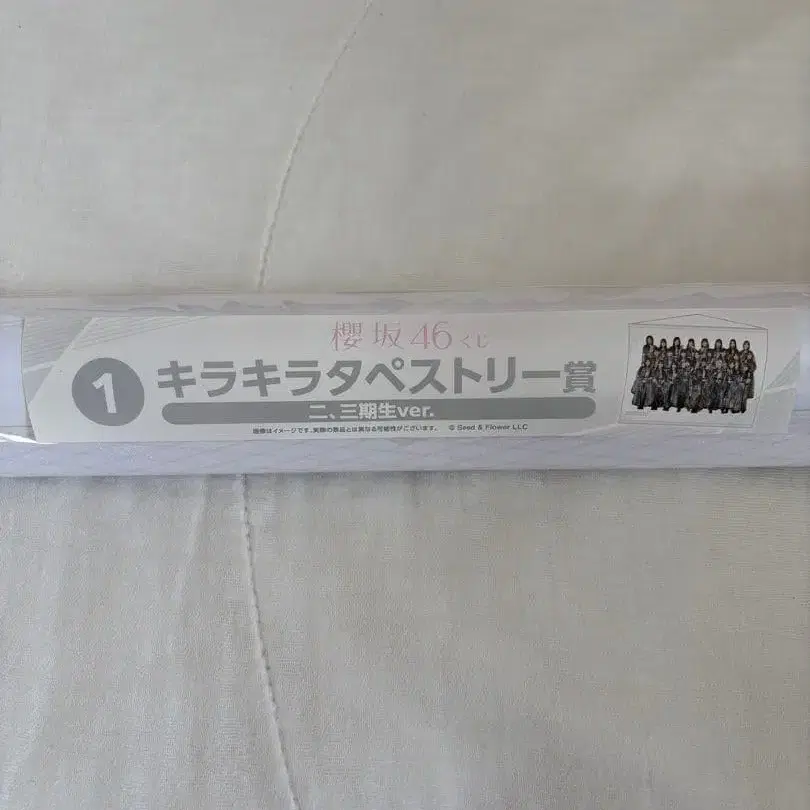 櫻坂46くじ
1 キラキラタペストリー賞
二、三期生ver.
画像はイメージです。実際の景品とは異なる可能性がございます。 © Seed & Flower LLC